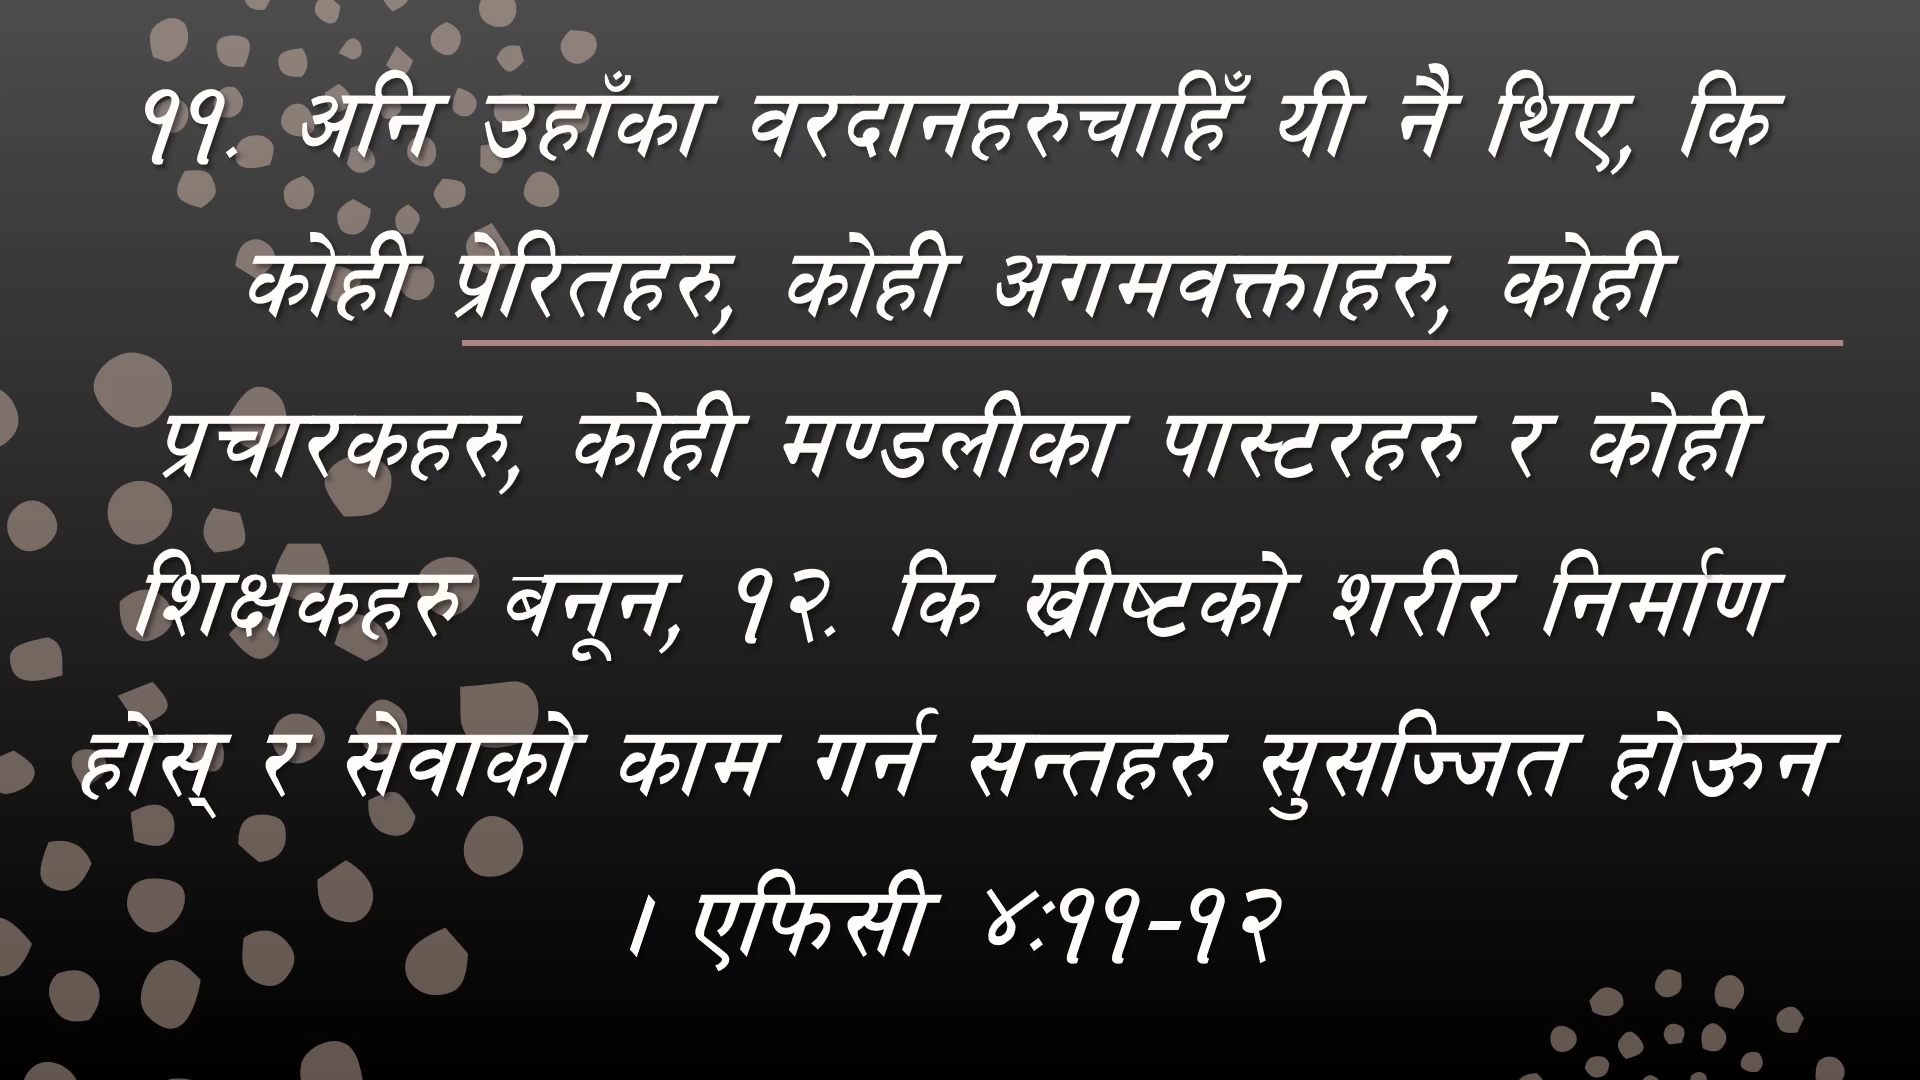 ११. अनि उहाँका वरदानहरुचाहिँ यी नै थिए, कि
कोही प्रेरितहरु, कोही अगमवक्ताहरु, कोही
प्रचारकहरु, कोही मण्डलीका पास्टरहरु र कोही
शिक्षकहरु बनून, १२. कि ख्रीष्टको शरीर निर्माण
होस् र सेवाको काम गर्न सन्तहरु सुसज्जित होऊन
। एफिसी ४:११-१२